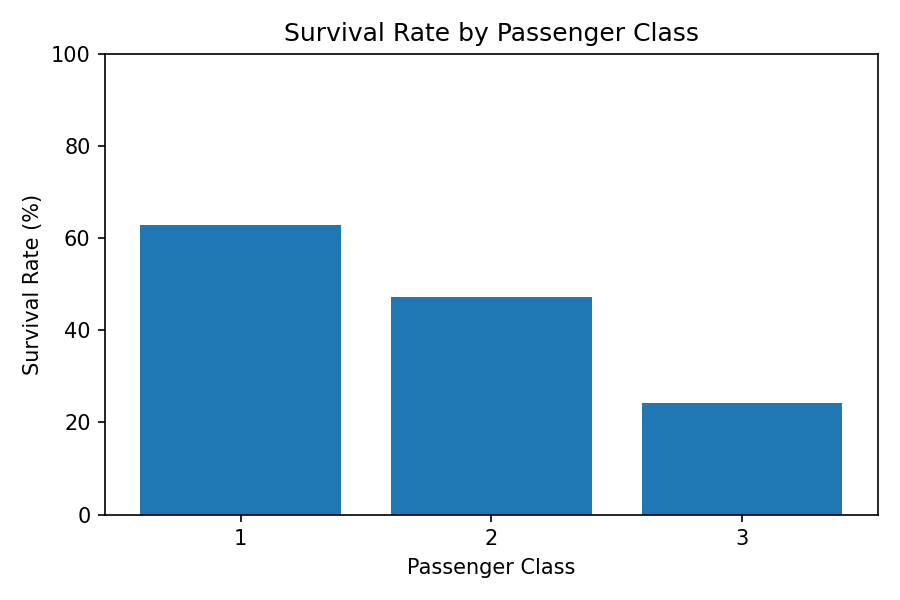 Survival Rate by Passenger Class
100
80
60
40
20
0
Survival Rate (%)
1 2 3
Passenger Class